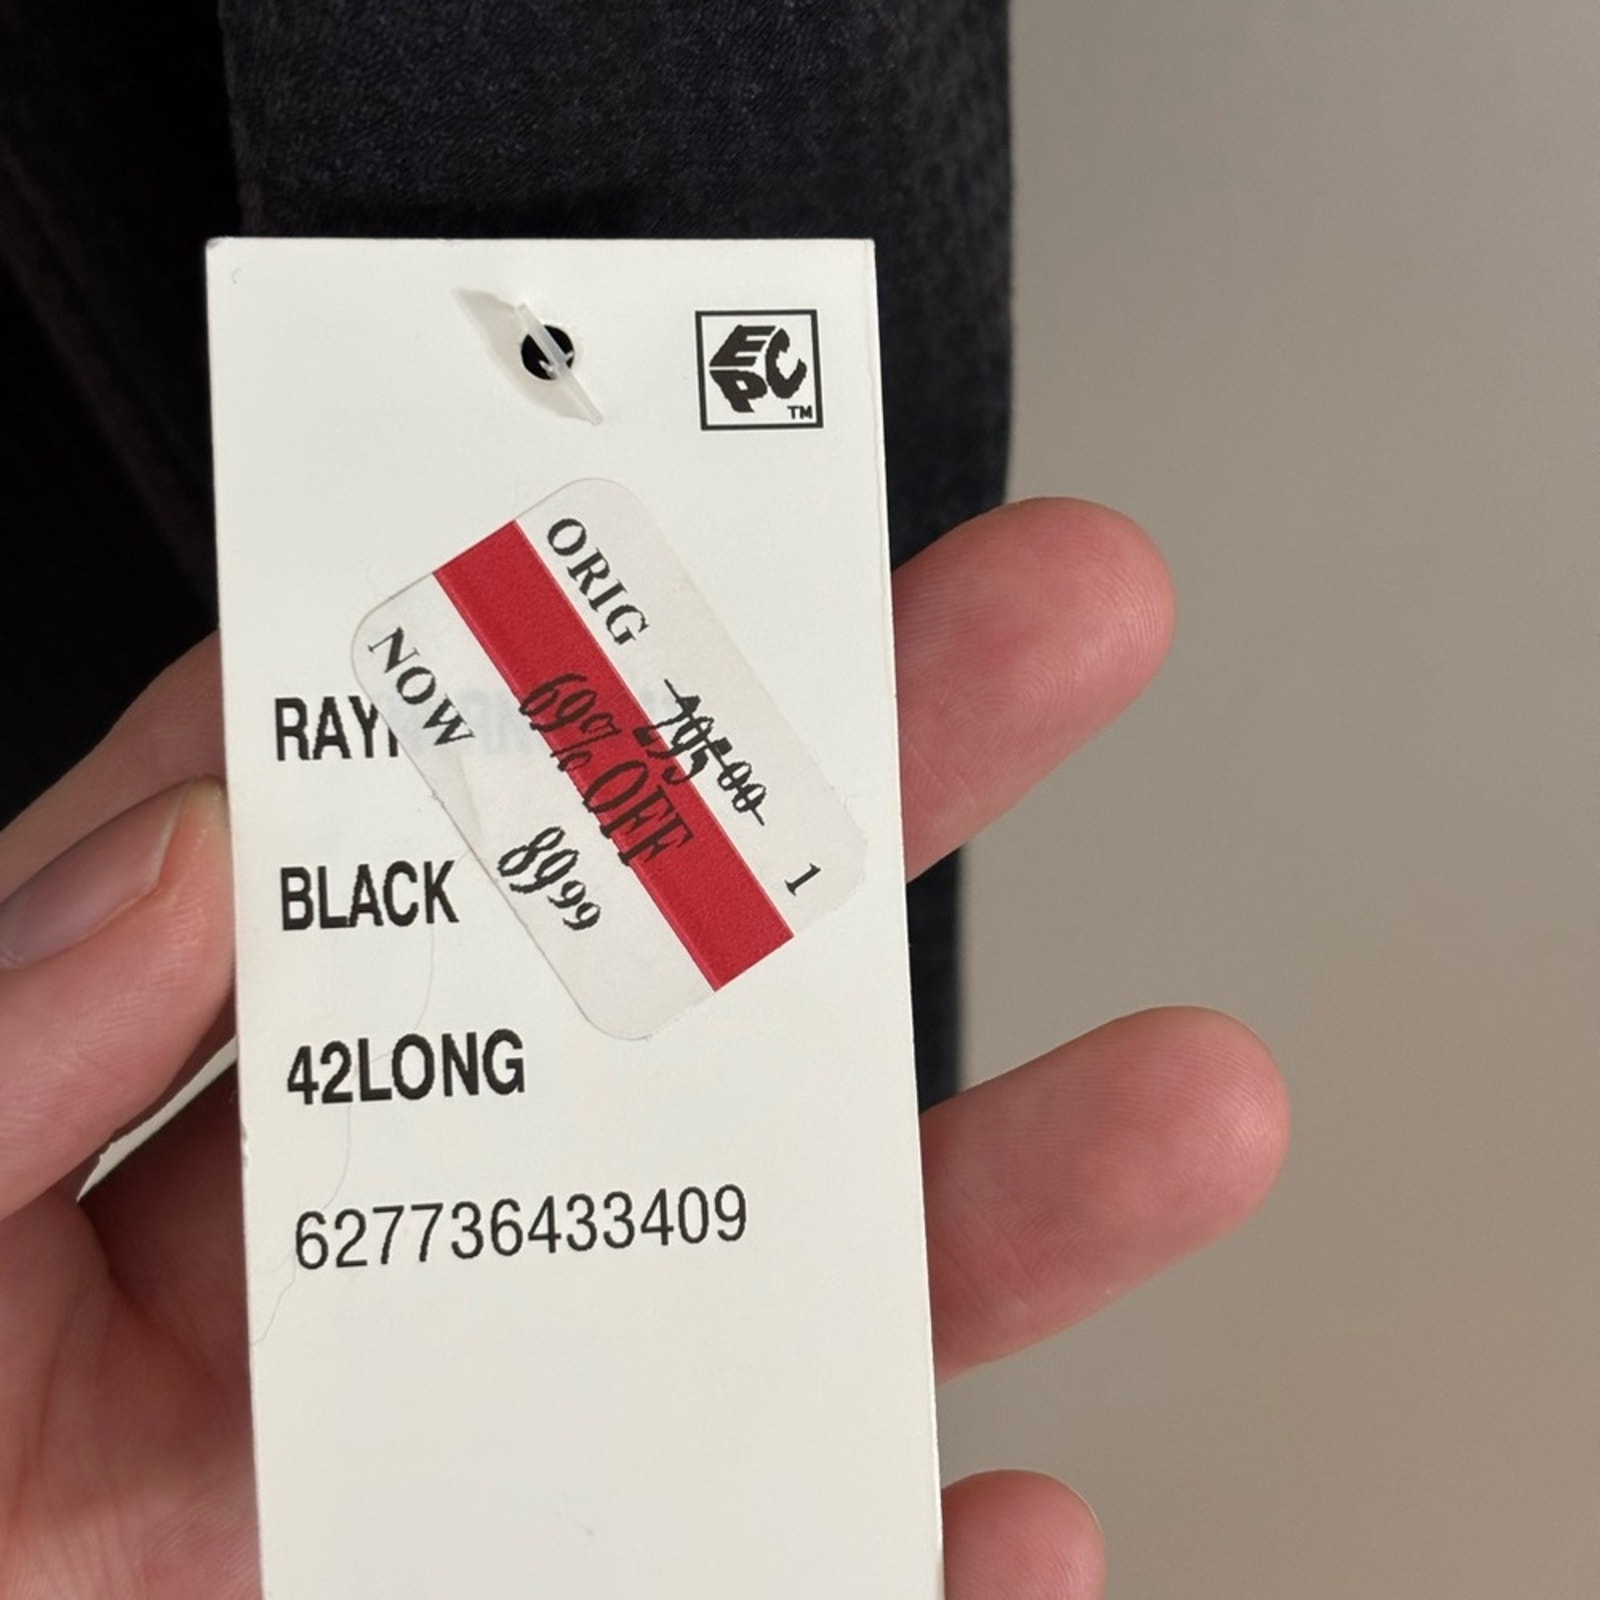 EPC
TM
ORIG 295.00 1
69% OFF
NOW 89.99
BLACK
42LONG
627736433409